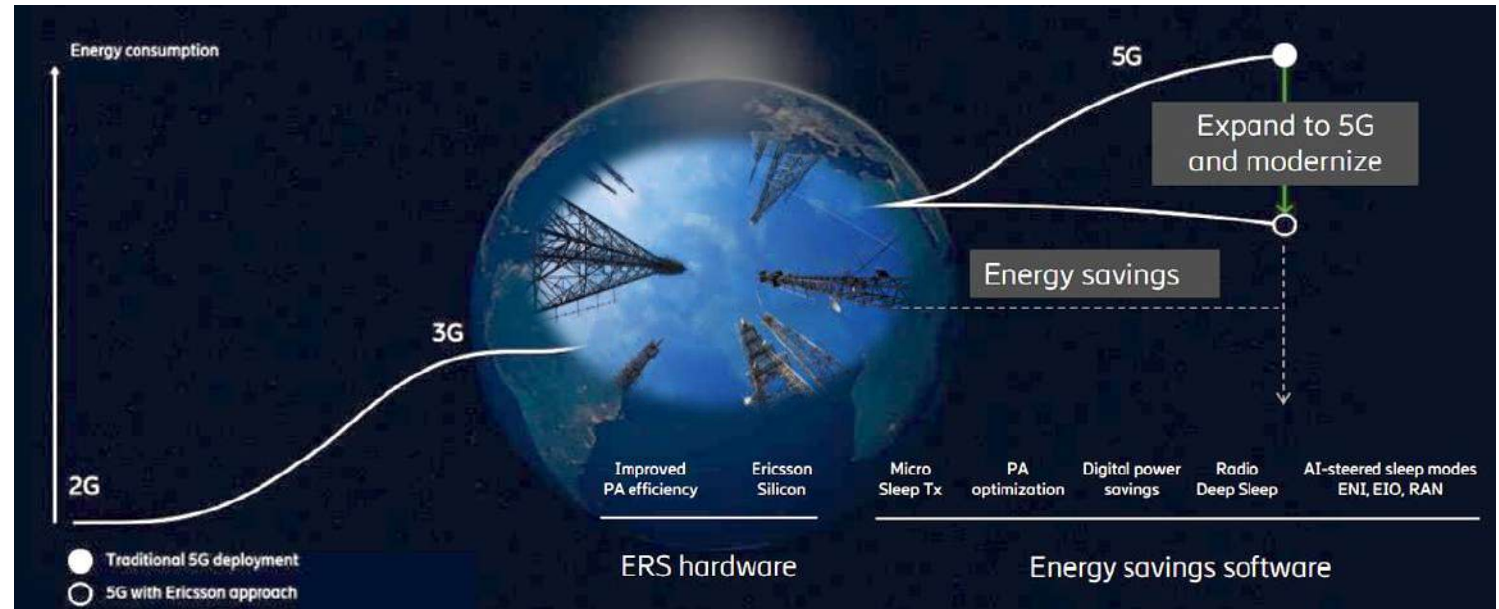 Energy consumption
5G
Expand to 5G
and modernize
Energy savings
3G
2G
Improved
PA efficiency
Ericsson
Silicon
Micro
Sleep Tx
PA
optimization
Digital power
savings
Radio
Deep Sleep
AI-steered sleep modes
ENI, EIO, RAN
Traditional 5G deployment
5G with Ericsson approach
ERS hardware
Energy savings software